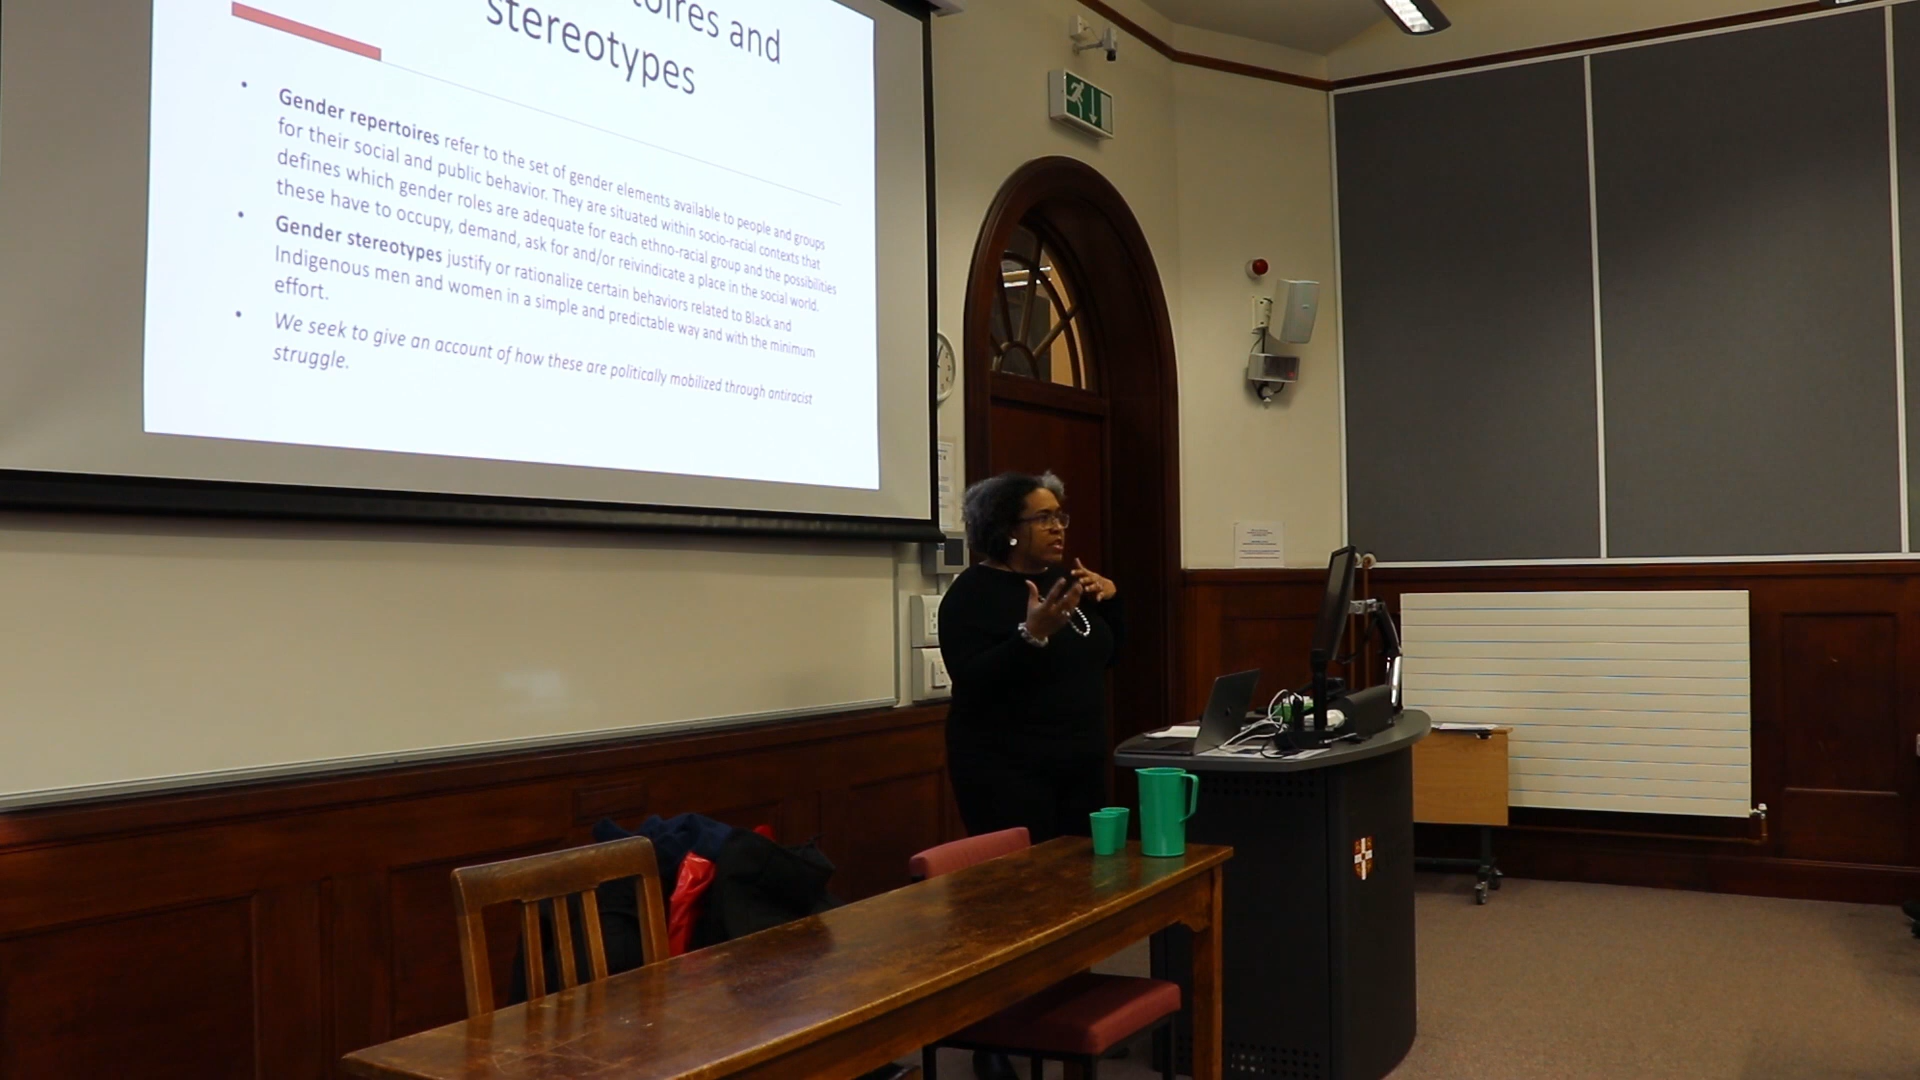 toires and
stereotypes
• Gender repertoires refer to the set of gender elements available to people and groups
for their social and public behavior. They are situated within socio-racial contexts that
defines which gender roles are adequate for each ethno-racial group and the possibilities
these have to occupy, demand, ask for and/or reivindicate a place in the social world.
• Gender stereotypes justify or rationalize certain behaviors related to Black and
Indigenous men and women in a simple and predictable way and with the minimum
effort.
• We seek to give an account of how these are politically mobilized through antiracist
struggle.